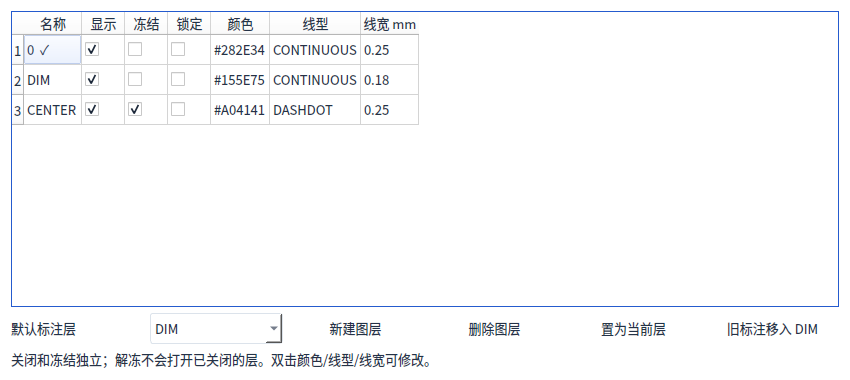 名称 显示 冻结 锁定 颜色 线型 线宽 mm
1 0 ✓ #282E34 CONTINUOUS 0.25
2 DIM #155E75 CONTINUOUS 0.18
3 CENTER #A04141 DASHDOT 0.25
默认标注层 DIM 新建图层 删除图层 置为当前层 旧标注移入 DIM
关闭和冻结独立；解冻不会打开已关闭的层。双击颜色/线型/线宽可修改。